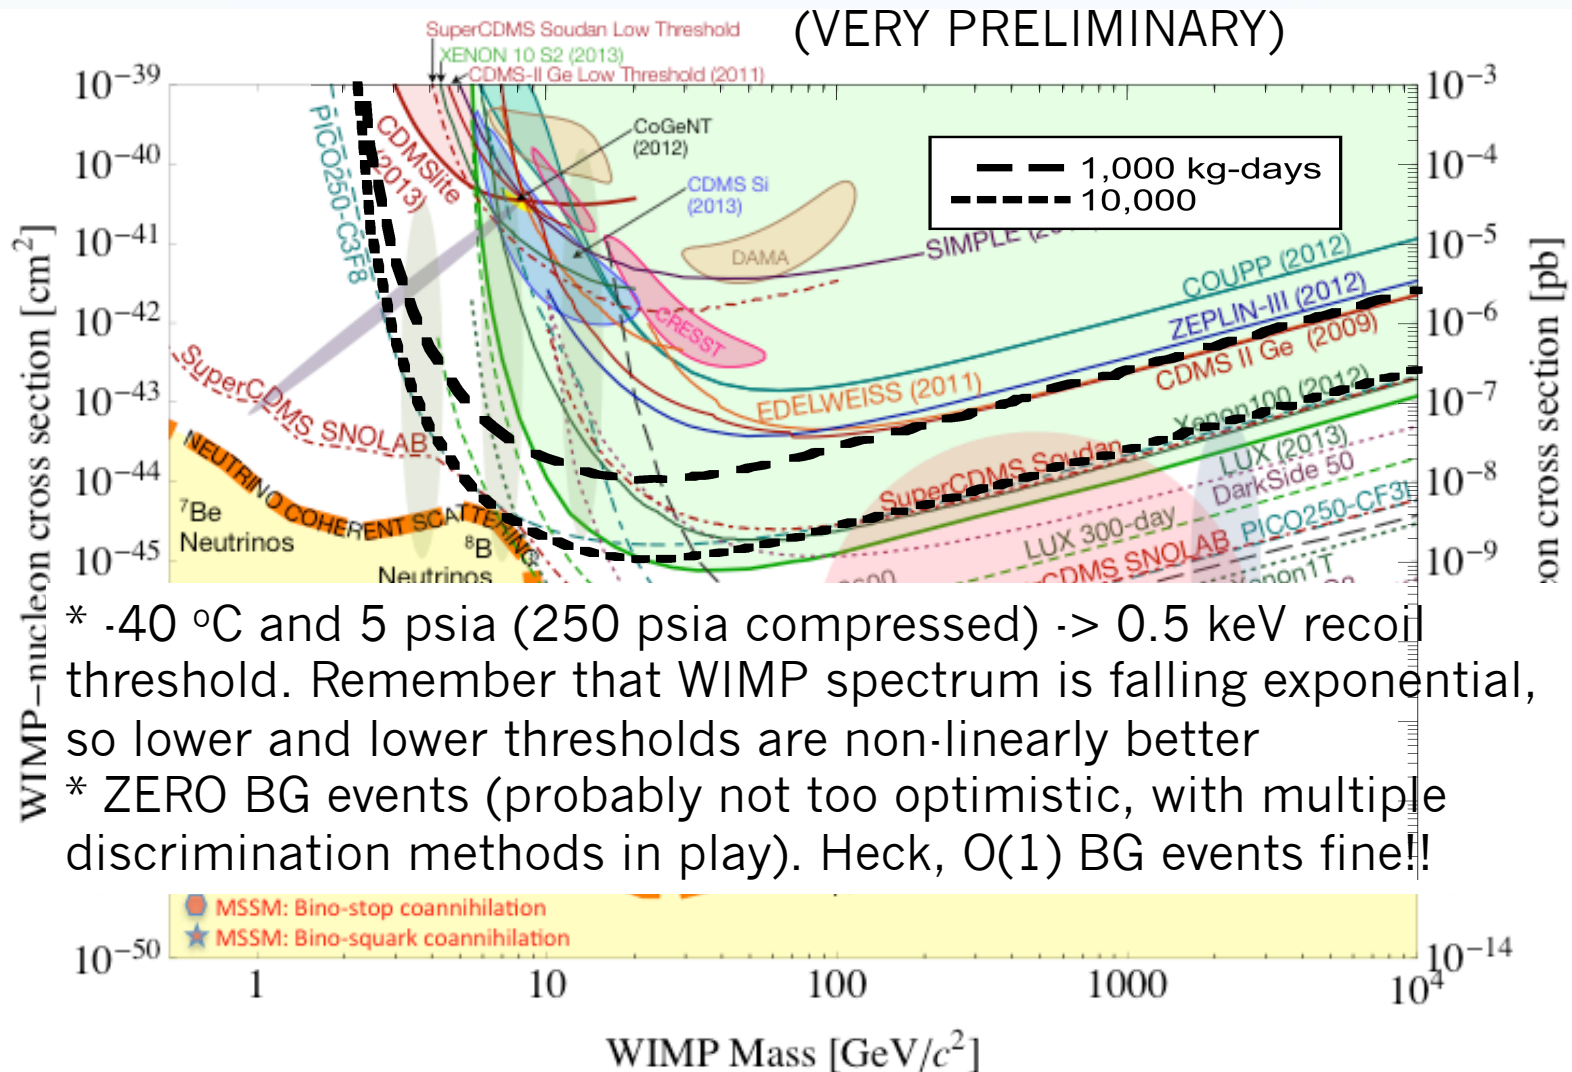 (VERY PRELIMINARY)
SuperCDMS Soudan Low Threshold
XENON 10 S2 (2013)
CDMS-II Ge Low Threshold (2011)
10−39
10−40
10−41
10−42
10−43
10−44
10−45
10−50
10−3
10−4
10−5
10−6
10−7
10−8
10−9
10−14
WIMP−nucleon cross section [cm2]
on cross section [pb]
PICO250-C3F8
CDMSlite
(2013)
CoGeNT
(2012)
CDMS Si
(2013)
1,000 kg-days
10,000
DAMA
SIMPLE
COUPP (2012)
ZEPLIN-III (2012)
CRESST
CDMS II Ge (2009)
EDELWEISS (2011)
Xenon100 (2012)
SuperCDMS SNOLAB
SuperCDMS Soudan
LUX (2013)
DarkSide 50
PICO250-CF3I
LUX 300-day
CDMS SNOLAB
NEUTRINO COHERENT SCATTERING
7Be
Neutrinos
8B
Neutrinos
* -40 oC and 5 psia (250 psia compressed) -> 0.5 keV recoil
threshold. Remember that WIMP spectrum is falling exponential,
so lower and lower thresholds are non-linearly better
* ZERO BG events (probably not too optimistic, with multiple
discrimination methods in play). Heck, O(1) BG events fine!!
MSSM: Bino-stop coannihilation
MSSM: Bino-squark coannihilation
1
10
100
1000
104
WIMP Mass [GeV/c2]